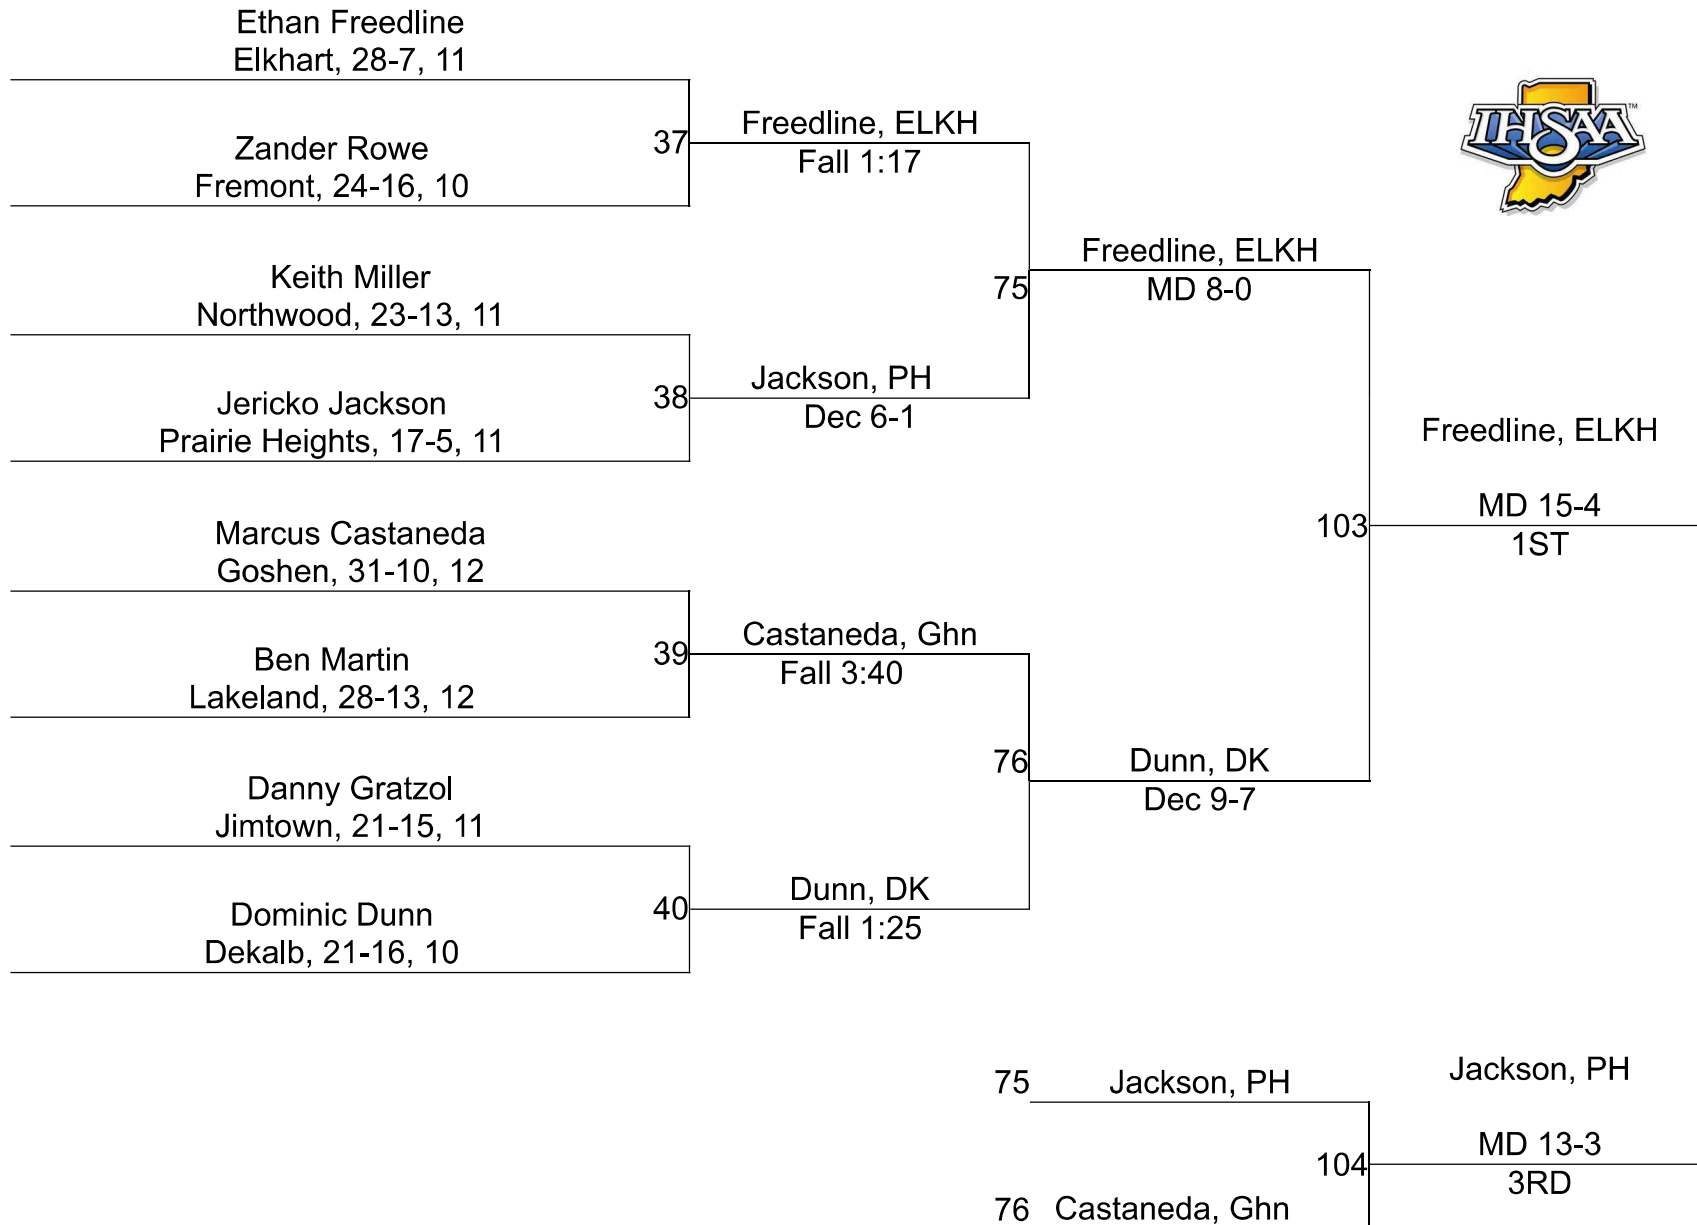 Ethan Freedline
Elkhart, 28-7, 11
Zander Rowe
Fremont, 24-16, 10
37
Freedline, ELKH
Fall 1:17
IHSAA
TM
Keith Miller
Northwood, 23-13, 11
Jericko Jackson
Prairie Heights, 17-5, 11
38
Jackson, PH
Dec 6-1
75
Freedline, ELKH
MD 8-0
Marcus Castaneda
Goshen, 31-10, 12
Ben Martin
Lakeland, 28-13, 12
39
Castaneda, Ghn
Fall 3:40
Danny Gratzol
Jimtown, 21-15, 11
Dominic Dunn
Dekalb, 21-16, 10
40
Dunn, DK
Fall 1:25
76
Dunn, DK
Dec 9-7
103
Freedline, ELKH
MD 15-4
1ST
75
Jackson, PH
76
Castaneda, Ghn
104
Jackson, PH
MD 13-3
3RD